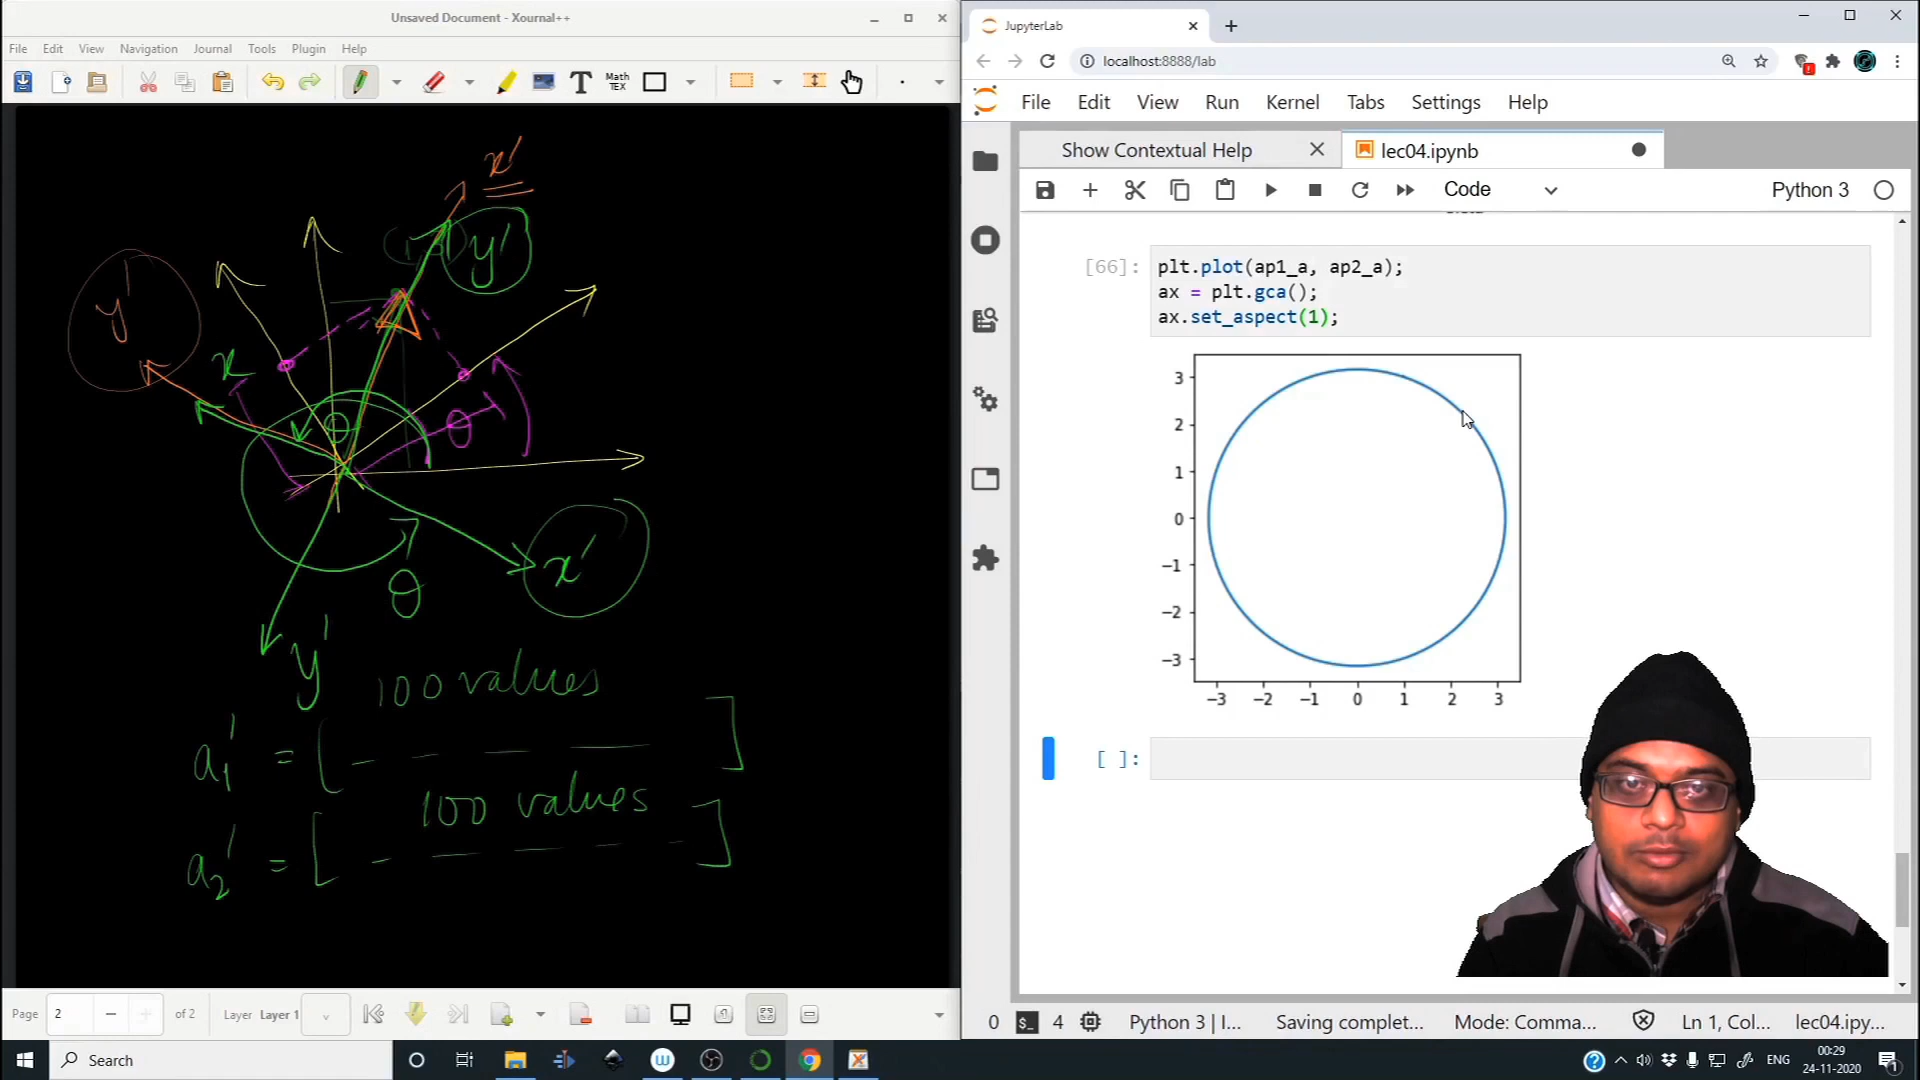 Unsaved Document - Xournal++
File Edit View Navigation Journal Tools Plugin Help
Math
TEX
T
x'
y'
y'
x
θ
θ
x'
θ
y'
100 values
a1' = [ ]
100 values
a2' = [ ]
Page 2 of 2 Layer Layer 1
JupyterLab
localhost:8888/lab
File Edit View Run Kernel Tabs Settings Help
Show Contextual Help
lec04.ipynb
Code
Python 3
[66]:
plt.plot(ap1_a, ap2_a);
ax = plt.gca();
ax.set_aspect(1);
3
2
1
0
−1
−2
−3
−3 −2 −1 0 1 2 3
[ ]:
0 4 Python 3 | I... Saving complet... Mode: Comma... Ln 1, Col... lec04.ipy...
Search
ENG
00:29
24-11-2020
1